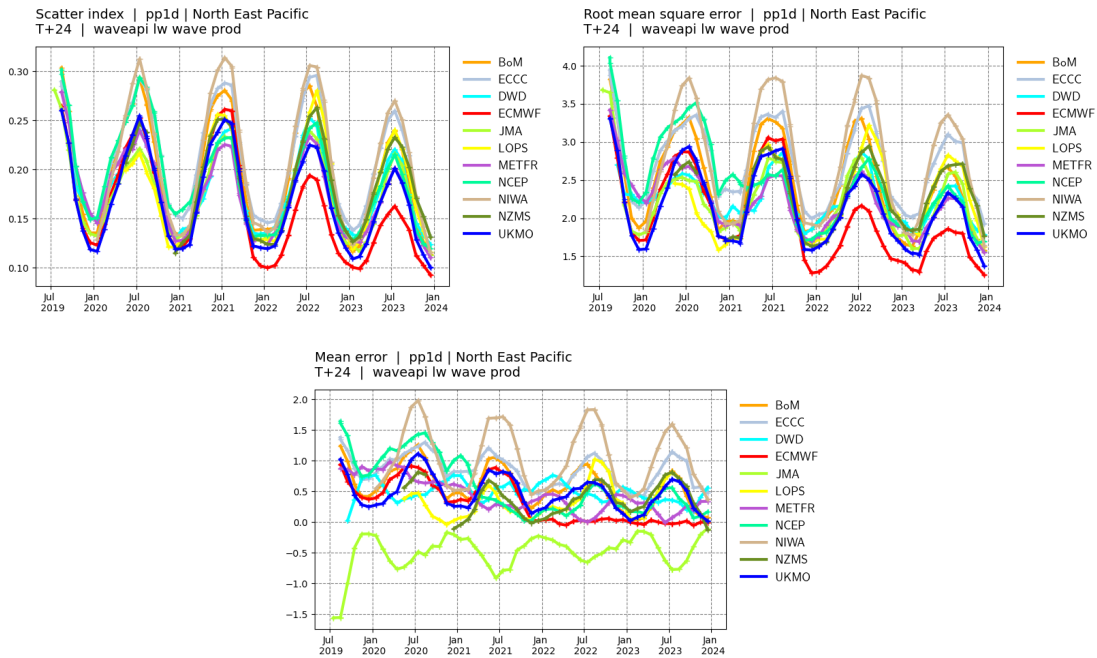 Scatter index | pp1d | North East Pacific
T+24 | waveapi lw wave prod
0.30
0.25
0.20
0.15
0.10
Jul 2019
Jan 2020
Jul 2020
Jan 2021
Jul 2021
Jan 2022
Jul 2022
Jan 2023
Jul 2023
Jan 2024
BoM
ECCC
DWD
ECMWF
JMA
LOPS
METFR
NCEP
NIWA
NZMS
UKMO
Root mean square error | pp1d | North East Pacific
T+24 | waveapi lw wave prod
4.0
3.5
3.0
2.5
2.0
1.5
Jul 2019
Jan 2020
Jul 2020
Jan 2021
Jul 2021
Jan 2022
Jul 2022
Jan 2023
Jul 2023
Jan 2024
BoM
ECCC
DWD
ECMWF
JMA
LOPS
METFR
NCEP
NIWA
NZMS
UKMO
Mean error | pp1d | North East Pacific
T+24 | waveapi lw wave prod
2.0
1.5
1.0
0.5
0.0
−0.5
−1.0
−1.5
Jul 2019
Jan 2020
Jul 2020
Jan 2021
Jul 2021
Jan 2022
Jul 2022
Jan 2023
Jul 2023
Jan 2024
BoM
ECCC
DWD
ECMWF
JMA
LOPS
METFR
NCEP
NIWA
NZMS
UKMO